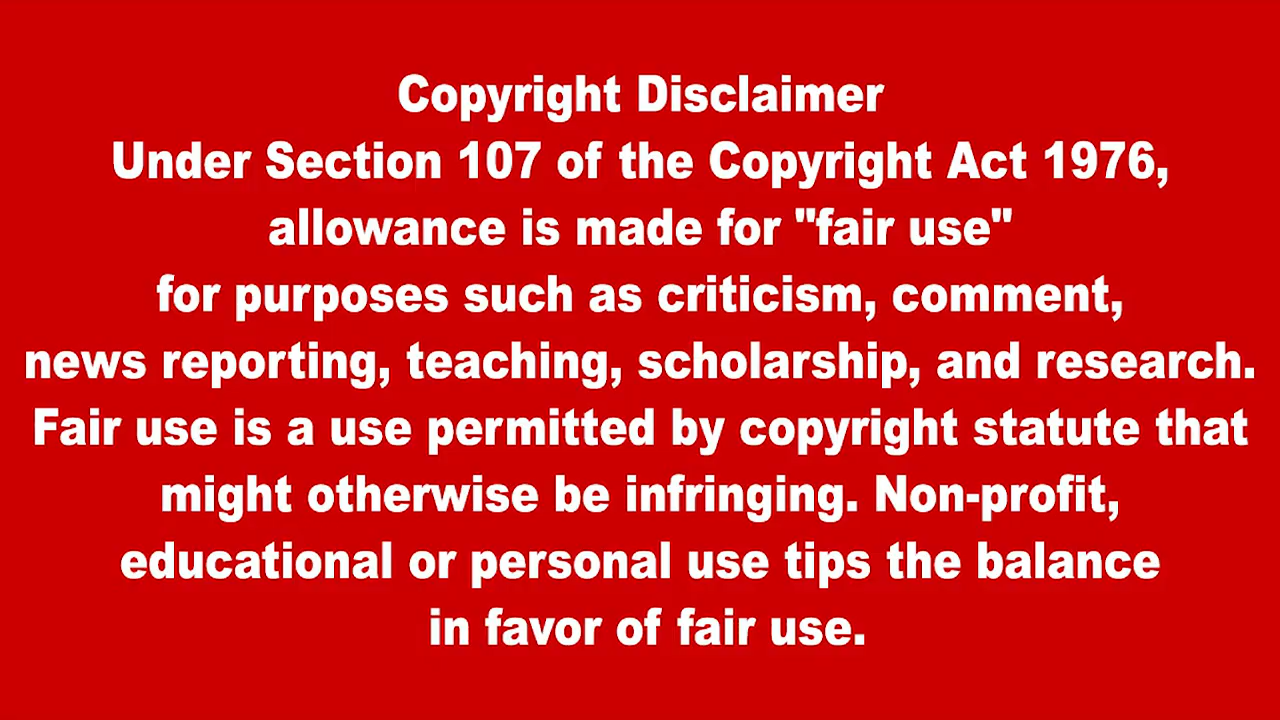 Copyright Disclaimer
Under Section 107 of the Copyright Act 1976,
allowance is made for "fair use"
for purposes such as criticism, comment,
news reporting, teaching, scholarship, and research.
Fair use is a use permitted by copyright statute that
might otherwise be infringing. Non-profit,
educational or personal use tips the balance
in favor of fair use.